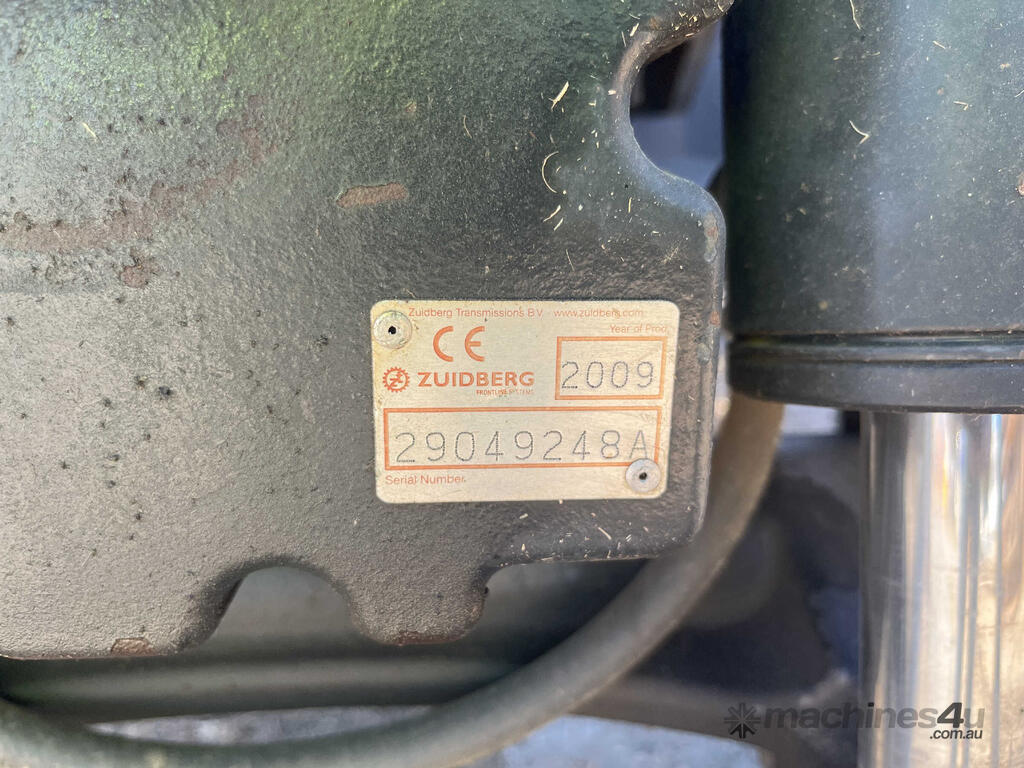 Zuidberg Transmissions B.V. www.zuidberg.com
Year of Prod.
CE
ZUIDBERG
FRONTLINE SYSTEMS
2009
29049248A
Serial Number
machines4u
.com.au